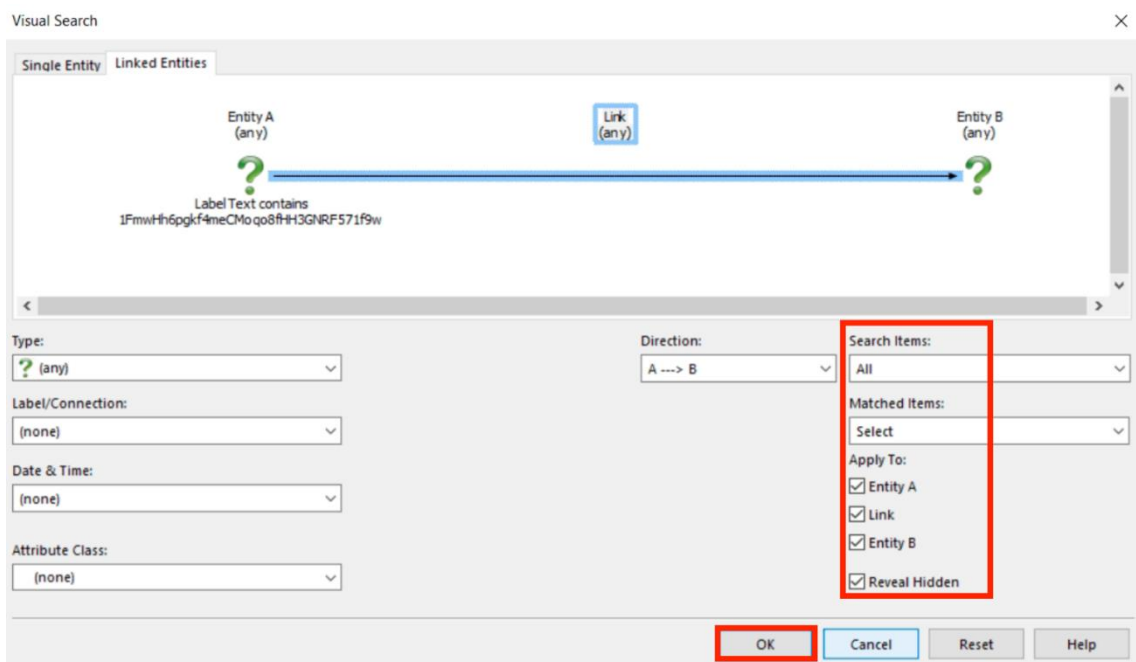 Visual Search
Single Entity
Linked Entities
Entity A
(any)
Link
(any)
Entity B
(any)
Label Text contains
1FmwHh6pgkf4meCMoqo8fHH3GNRF571f9w
Type:
(any)
Direction:
A ---> B
Search Items:
All
Label/Connection:
(none)
Matched Items:
Select
Date & Time:
(none)
Apply To:
Entity A
Link
Entity B
Attribute Class:
(none)
Reveal Hidden
OK
Cancel
Reset
Help